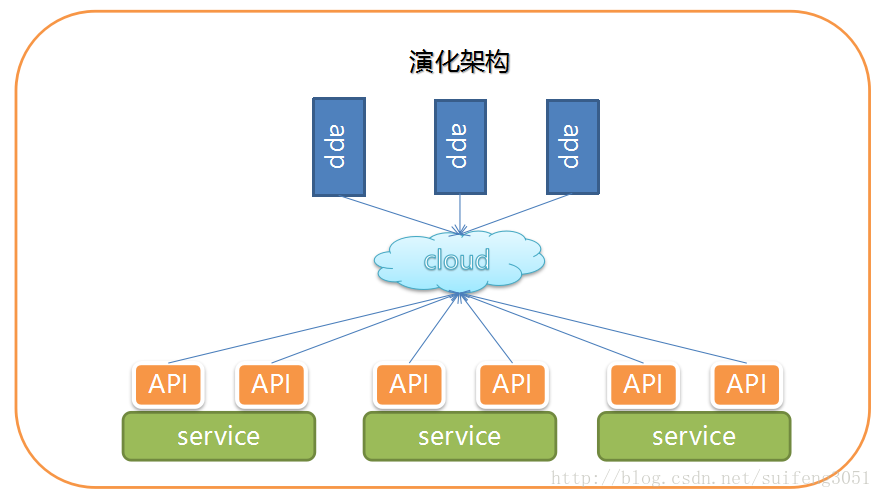 演化架构
app
app
app
cloud
API
API
API
API
API
API
service
service
service
http://blog.csdn.net/suifeng3051